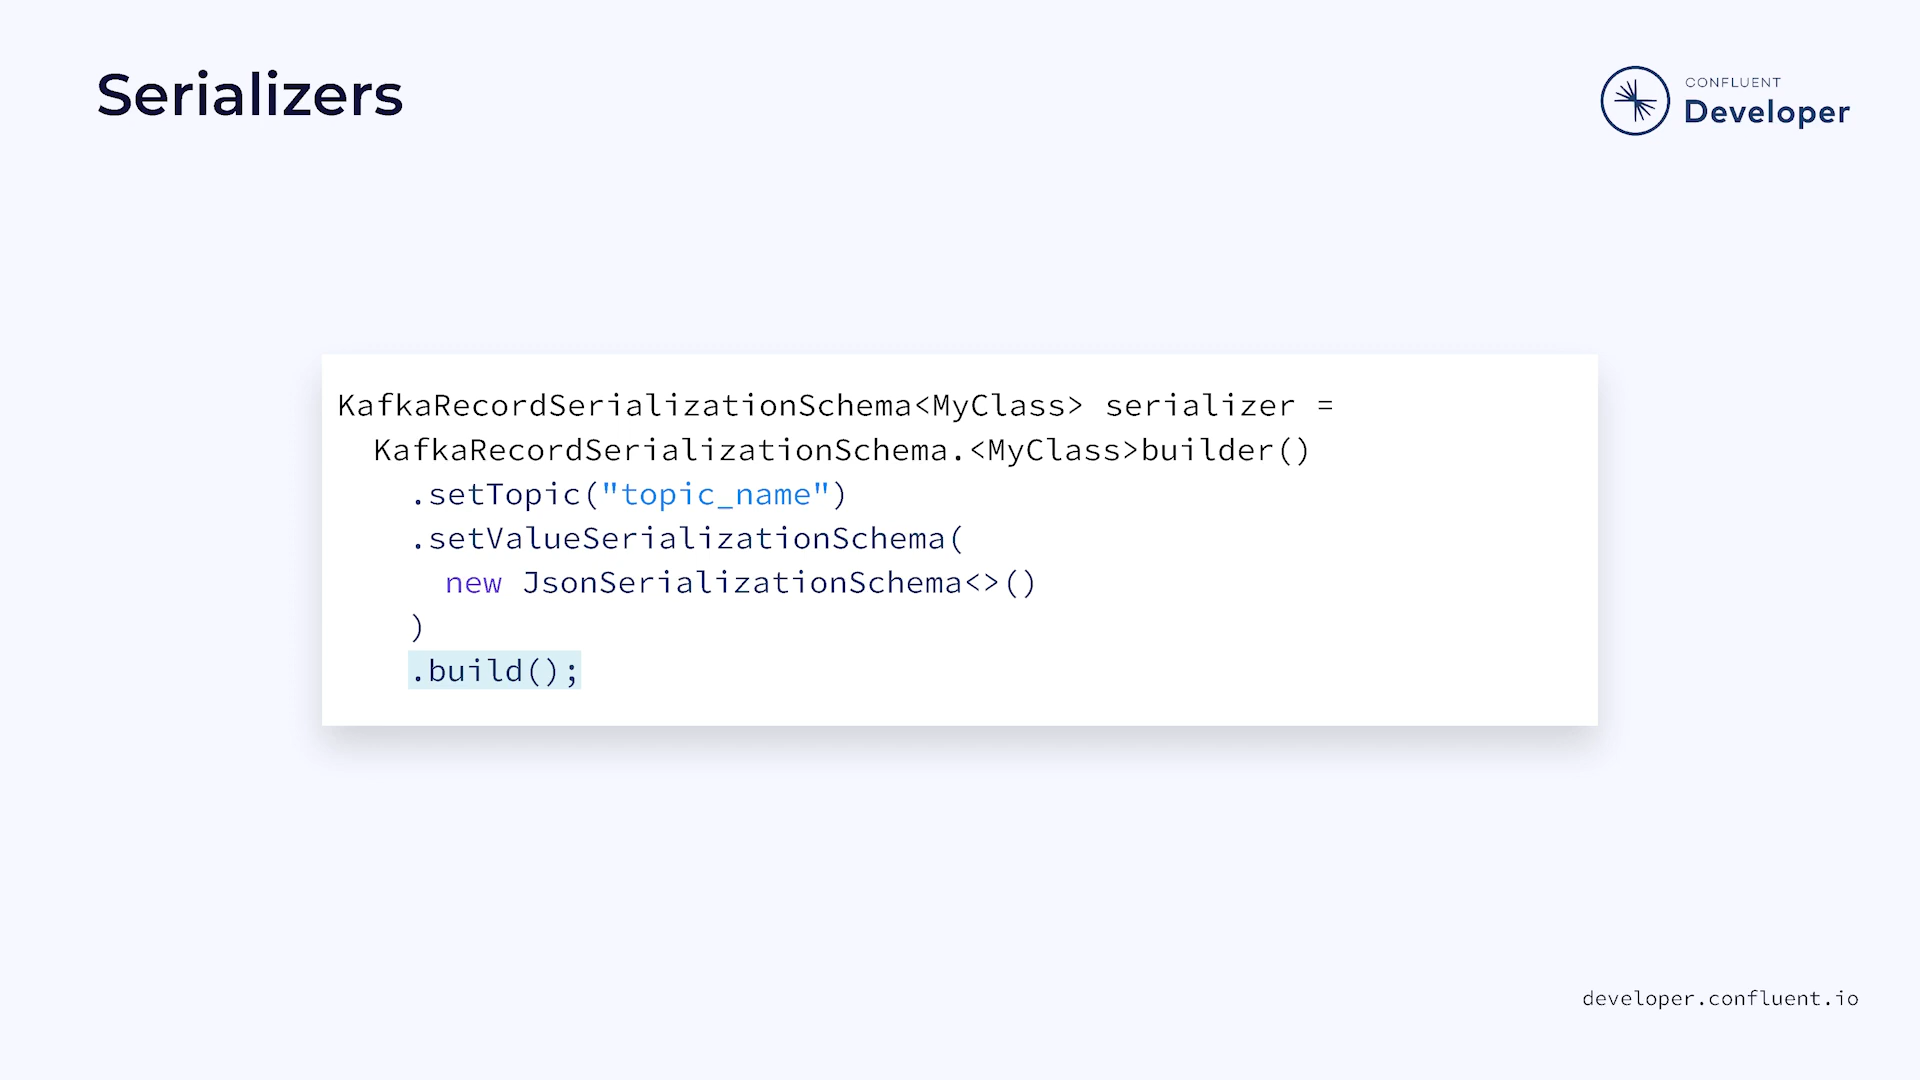 Serializers
CONFLUENT
Developer
KafkaRecordSerializationSchema<MyClass> serializer =
  KafkaRecordSerializationSchema.<MyClass>builder()
    .setTopic("topic_name")
    .setValueSerializationSchema(
      new JsonSerializationSchema<>()
    )
    .build();
developer.confluent.io